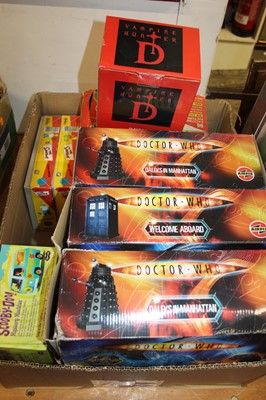 VAMPIRE
HUNTER
D
VAMPIRE
HUNTER
D
DOCTOR·WHO
DALEKS IN MANHATTAN
Airfix
DOCTOR·WHO
WELCOME ABOARD
Airfix
DOCTOR·WHO
DALEKS IN MANHATTAN
Airfix
DOCTOR·WHO
SCOOBY-DOO!